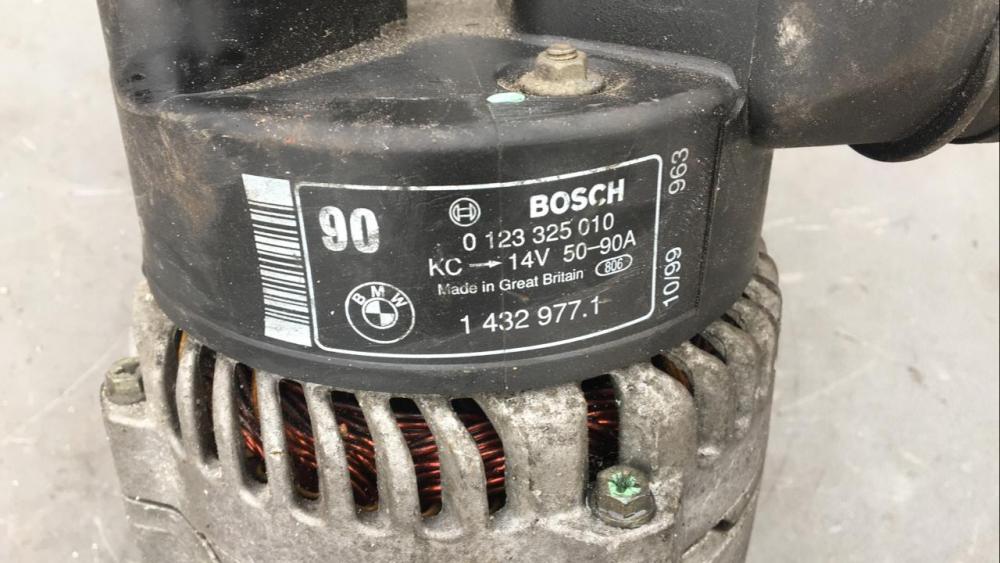 90
BOSCH
0 123 325 010
KC → 14V 50-90A
Made in Great Britain 806
BMW
1 432 977.1
10/99 963